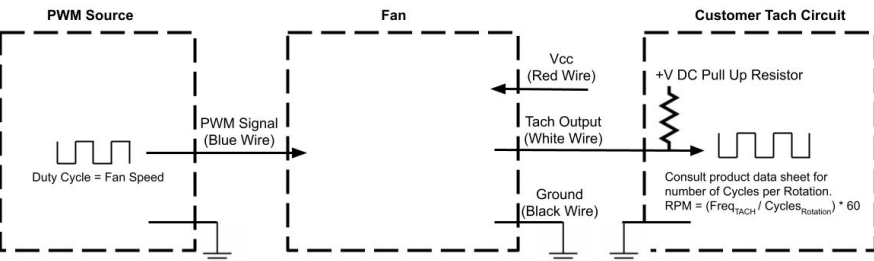 PWM Source
Fan
Customer Tach Circuit
Vcc
(Red Wire)
+V DC Pull Up Resistor
PWM Signal
(Blue Wire)
Tach Output
(White Wire)
Duty Cycle = Fan Speed
Consult product data sheet for
number of Cycles per Rotation.
RPM = (FreqTACH / CyclesRotation) * 60
Ground
(Black Wire)